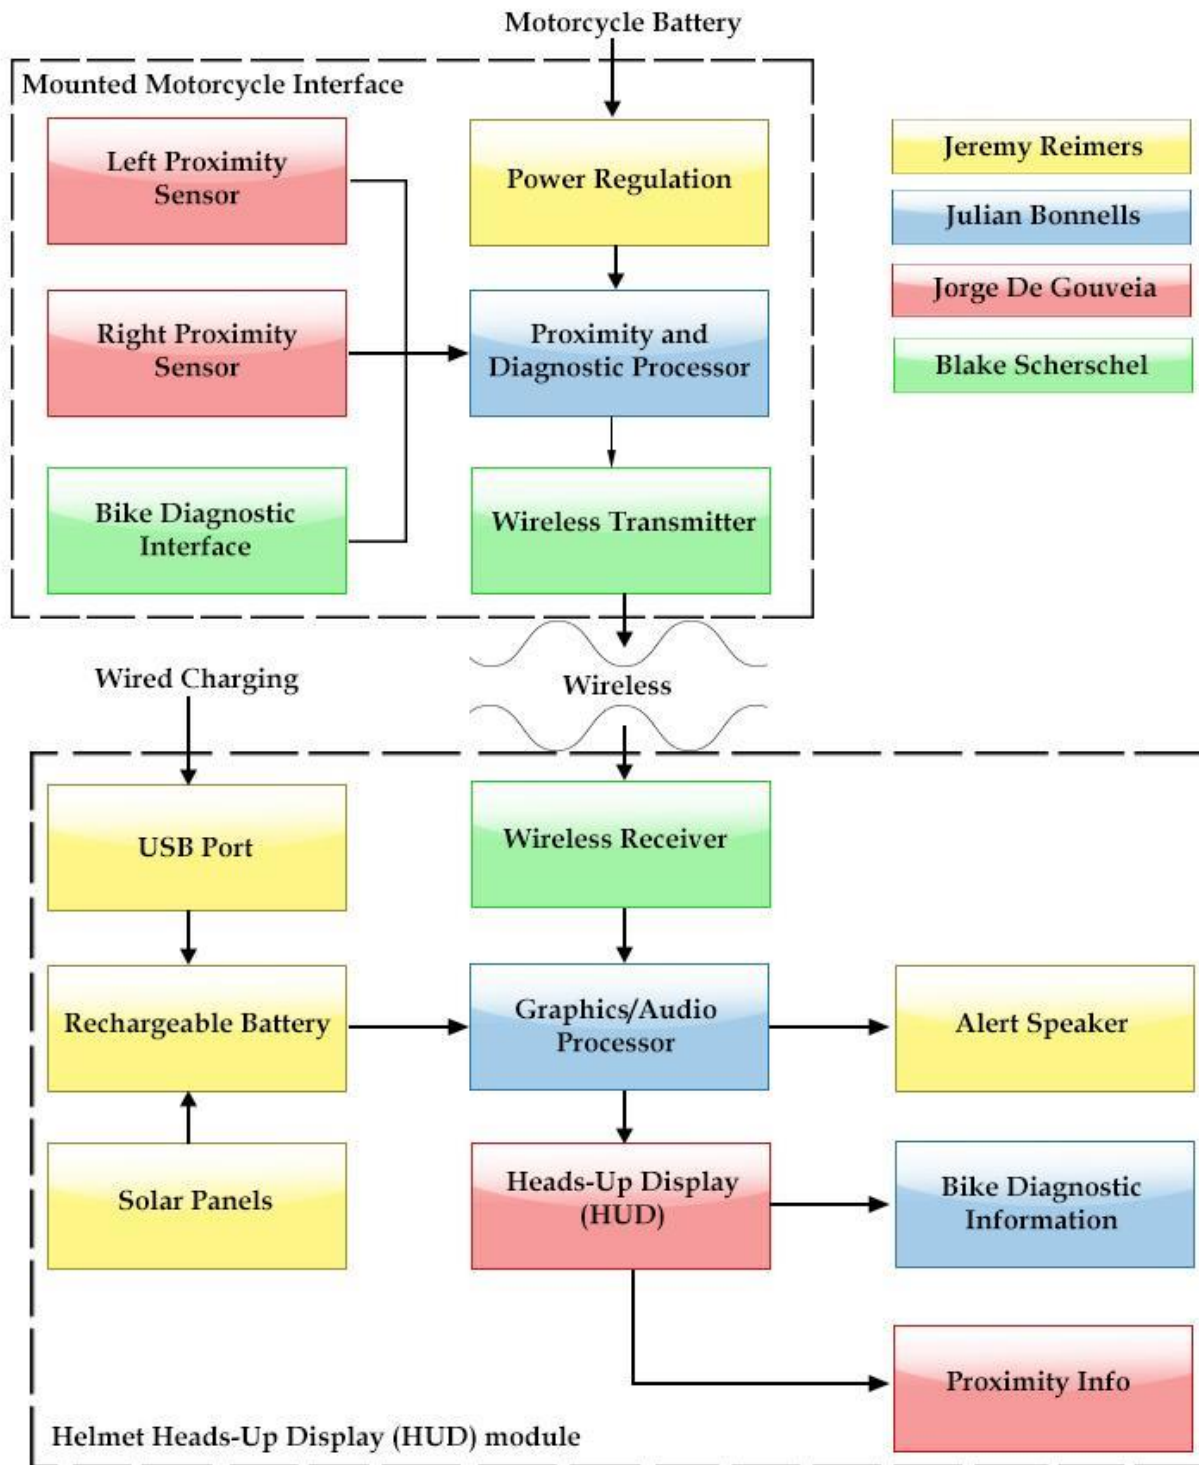 Motorcycle Battery
Mounted Motorcycle Interface
Left Proximity
Sensor
Power Regulation
Jeremy Reimers
Julian Bonnells
Jorge De Gouveia
Blake Scherschel
Right Proximity
Sensor
Proximity and
Diagnostic Processor
Bike Diagnostic
Interface
Wireless Transmitter
Wired Charging
Wireless
USB Port
Wireless Receiver
Rechargeable Battery
Graphics/Audio
Processor
Alert Speaker
Solar Panels
Heads-Up Display
(HUD)
Bike Diagnostic
Information
Proximity Info
Helmet Heads-Up Display (HUD) module